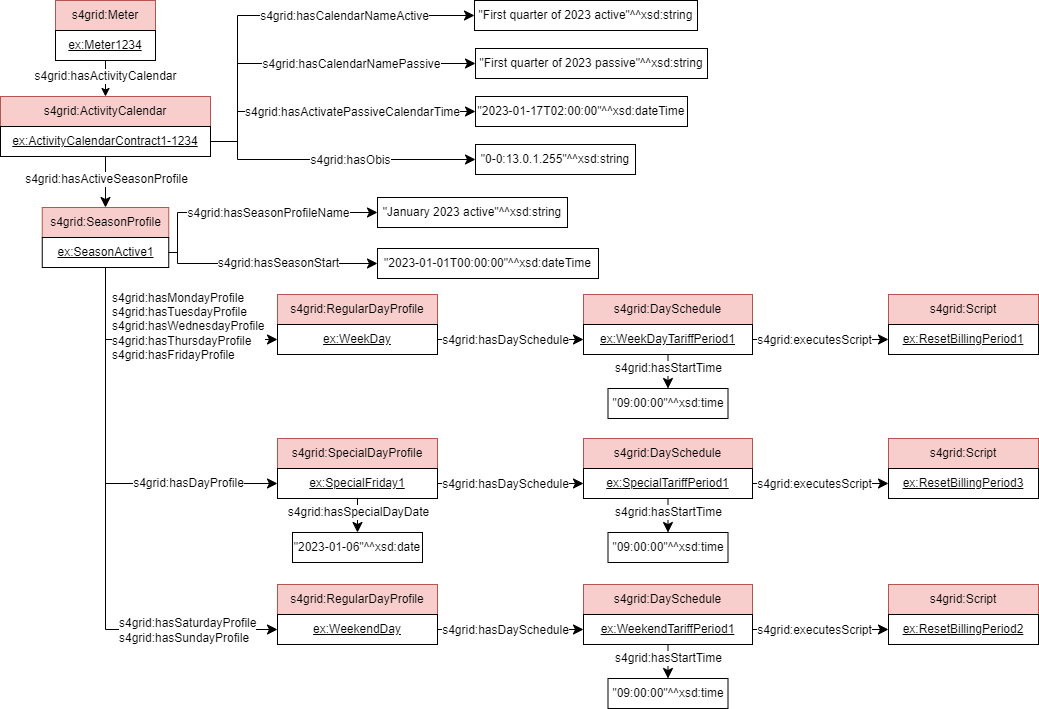 s4grid:Meter
ex:Meter1234
s4grid:hasActivityCalendar
s4grid:ActivityCalendar
ex:ActivityCalendarContract1-1234
s4grid:hasCalendarNameActive
"First quarter of 2023 active"^^xsd:string
s4grid:hasCalendarNamePassive
"First quarter of 2023 passive"^^xsd:string
s4grid:hasActivatePassiveCalendarTime
"2023-01-17T02:00:00"^^xsd:dateTime
s4grid:hasObis
"0-0:13.0.1.255"^^xsd:string
s4grid:hasActiveSeasonProfile
s4grid:SeasonProfile
ex:SeasonActive1
s4grid:hasSeasonProfileName
"January 2023 active"^^xsd:string
s4grid:hasSeasonStart
"2023-01-01T00:00:00"^^xsd:dateTime
s4grid:hasMondayProfile
s4grid:hasTuesdayProfile
s4grid:hasWednesdayProfile
s4grid:hasThursdayProfile
s4grid:hasFridayProfile
s4grid:RegularDayProfile
ex:WeekDay
s4grid:hasDaySchedule
s4grid:DaySchedule
ex:WeekDayTariffPeriod1
s4grid:executesScript
s4grid:Script
ex:ResetBillingPeriod1
s4grid:hasStartTime
"09:00:00"^^xsd:time
s4grid:hasDayProfile
s4grid:SpecialDayProfile
ex:SpecialFriday1
s4grid:hasDaySchedule
s4grid:DaySchedule
ex:SpecialTariffPeriod1
s4grid:executesScript
s4grid:Script
ex:ResetBillingPeriod3
s4grid:hasSpecialDayDate
"2023-01-06"^^xsd:date
s4grid:hasStartTime
"09:00:00"^^xsd:time
s4grid:hasSaturdayProfile
s4grid:hasSundayProfile
s4grid:RegularDayProfile
ex:WeekendDay
s4grid:hasDaySchedule
s4grid:DaySchedule
ex:WeekendTariffPeriod1
s4grid:executesScript
s4grid:Script
ex:ResetBillingPeriod2
s4grid:hasStartTime
"09:00:00"^^xsd:time